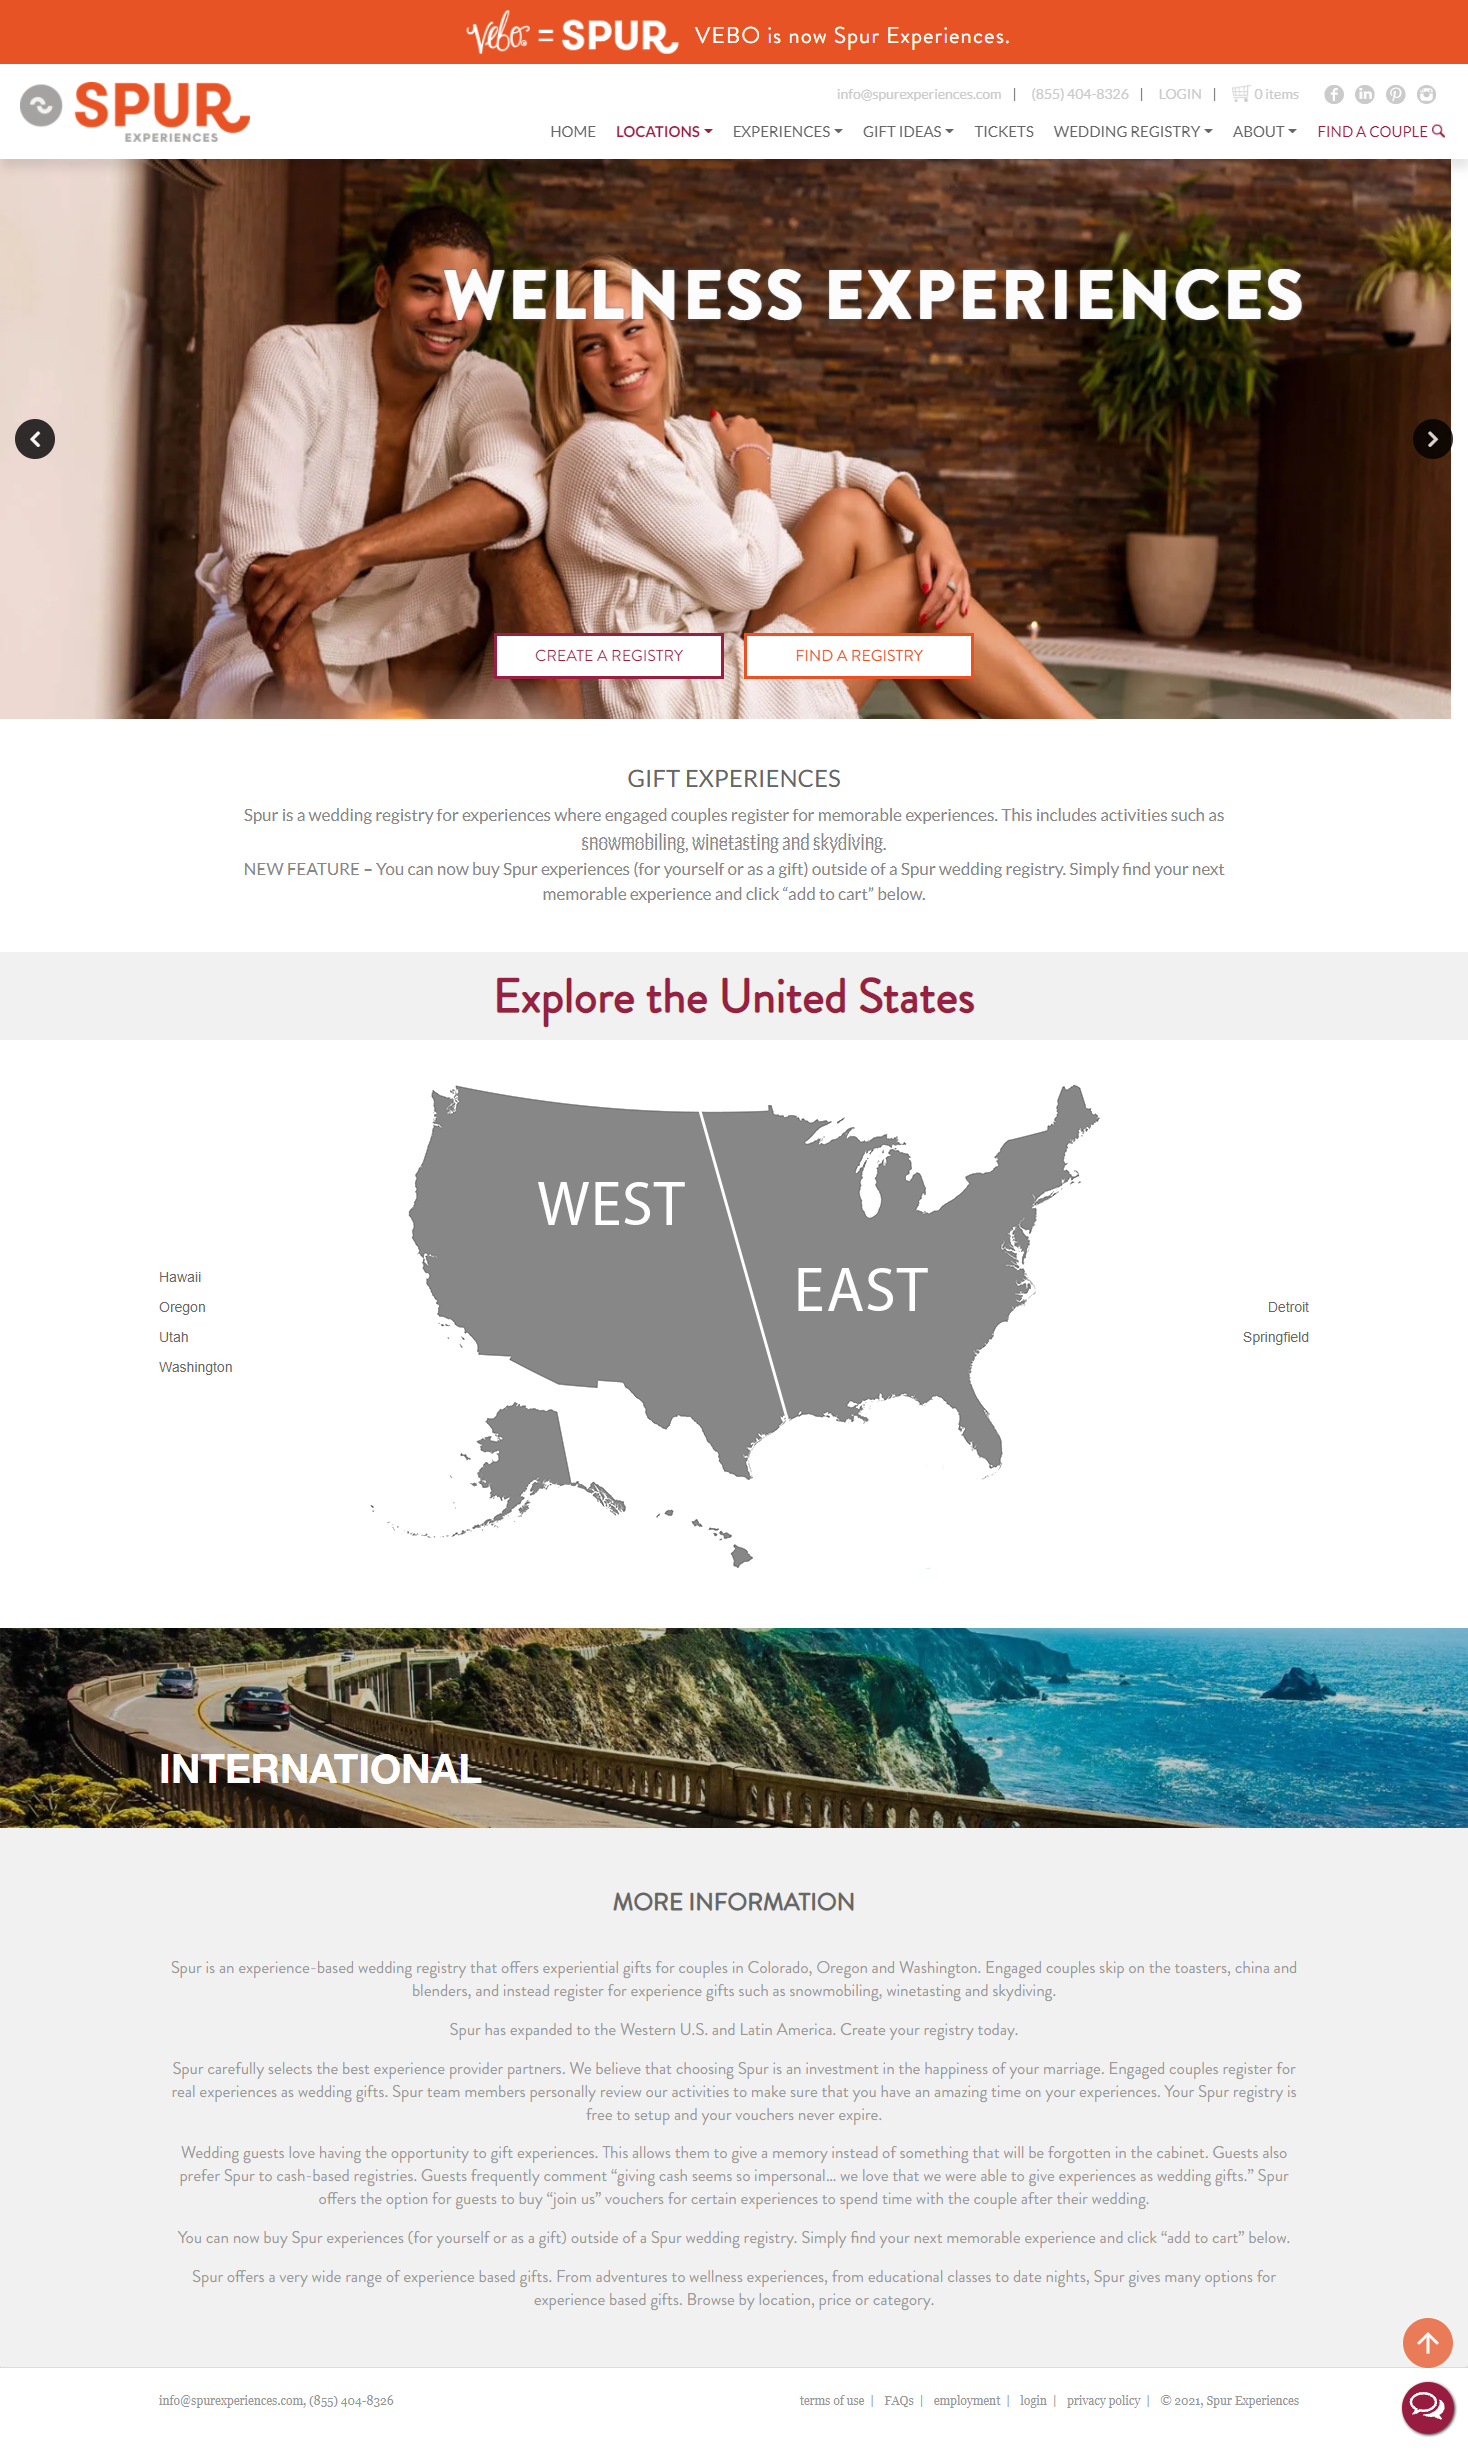 Vebo = SPUR VEBO is now Spur Experiences.
SPUR
EXPERIENCES
info@spurexperiences.com | (855) 404-8326 | LOGIN | 0 items
HOME LOCATIONS EXPERIENCES GIFT IDEAS TICKETS WEDDING REGISTRY ABOUT FIND A COUPLE
WELLNESS EXPERIENCES
CREATE A REGISTRY FIND A REGISTRY
GIFT EXPERIENCES
Spur is a wedding registry for experiences where engaged couples register for memorable experiences. This includes activities such as
snowmobiling, winetasting and skydiving.
NEW FEATURE – You can now buy Spur experiences (for yourself or as a gift) outside of a Spur wedding registry. Simply find your next
memorable experience and click “add to cart” below.
Explore the United States
WEST
EAST
Hawaii
Oregon
Utah
Washington
Detroit
Springfield
INTERNATIONAL
MORE INFORMATION
Spur is an experience-based wedding registry that offers experiential gifts for couples in Colorado, Oregon and Washington. Engaged couples skip on the toasters, china and
blenders, and instead register for experience gifts such as snowmobiling, winetasting and skydiving.
Spur has expanded to the Western U.S. and Latin America. Create your registry today.
Spur carefully selects the best experience provider partners. We believe that choosing Spur is an investment in the happiness of your marriage. Engaged couples register for
real experiences as wedding gifts. Spur team members personally review our activities to make sure that you have an amazing time on your experiences. Your Spur registry is
free to setup and your vouchers never expire.
Wedding guests love having the opportunity to gift experiences. This allows them to give a memory instead of something that will be forgotten in the cabinet. Guests also
prefer Spur to cash-based registries. Guests frequently comment “giving cash seems so impersonal… we love that we were able to give experiences as wedding gifts.” Spur
offers the option for guests to buy “join us” vouchers for certain experiences to spend time with the couple after their wedding.
You can now buy Spur experiences (for yourself or as a gift) outside of a Spur wedding registry. Simply find your next memorable experience and click “add to cart” below.
Spur offers a very wide range of experience based gifts. From adventures to wellness experiences, from educational classes to date nights, Spur gives many options for
experience based gifts. Browse by location, price or category.
info@spurexperiences.com, (855) 404-8326
terms of use | FAQs | employment | login | privacy policy | © 2021, Spur Experiences